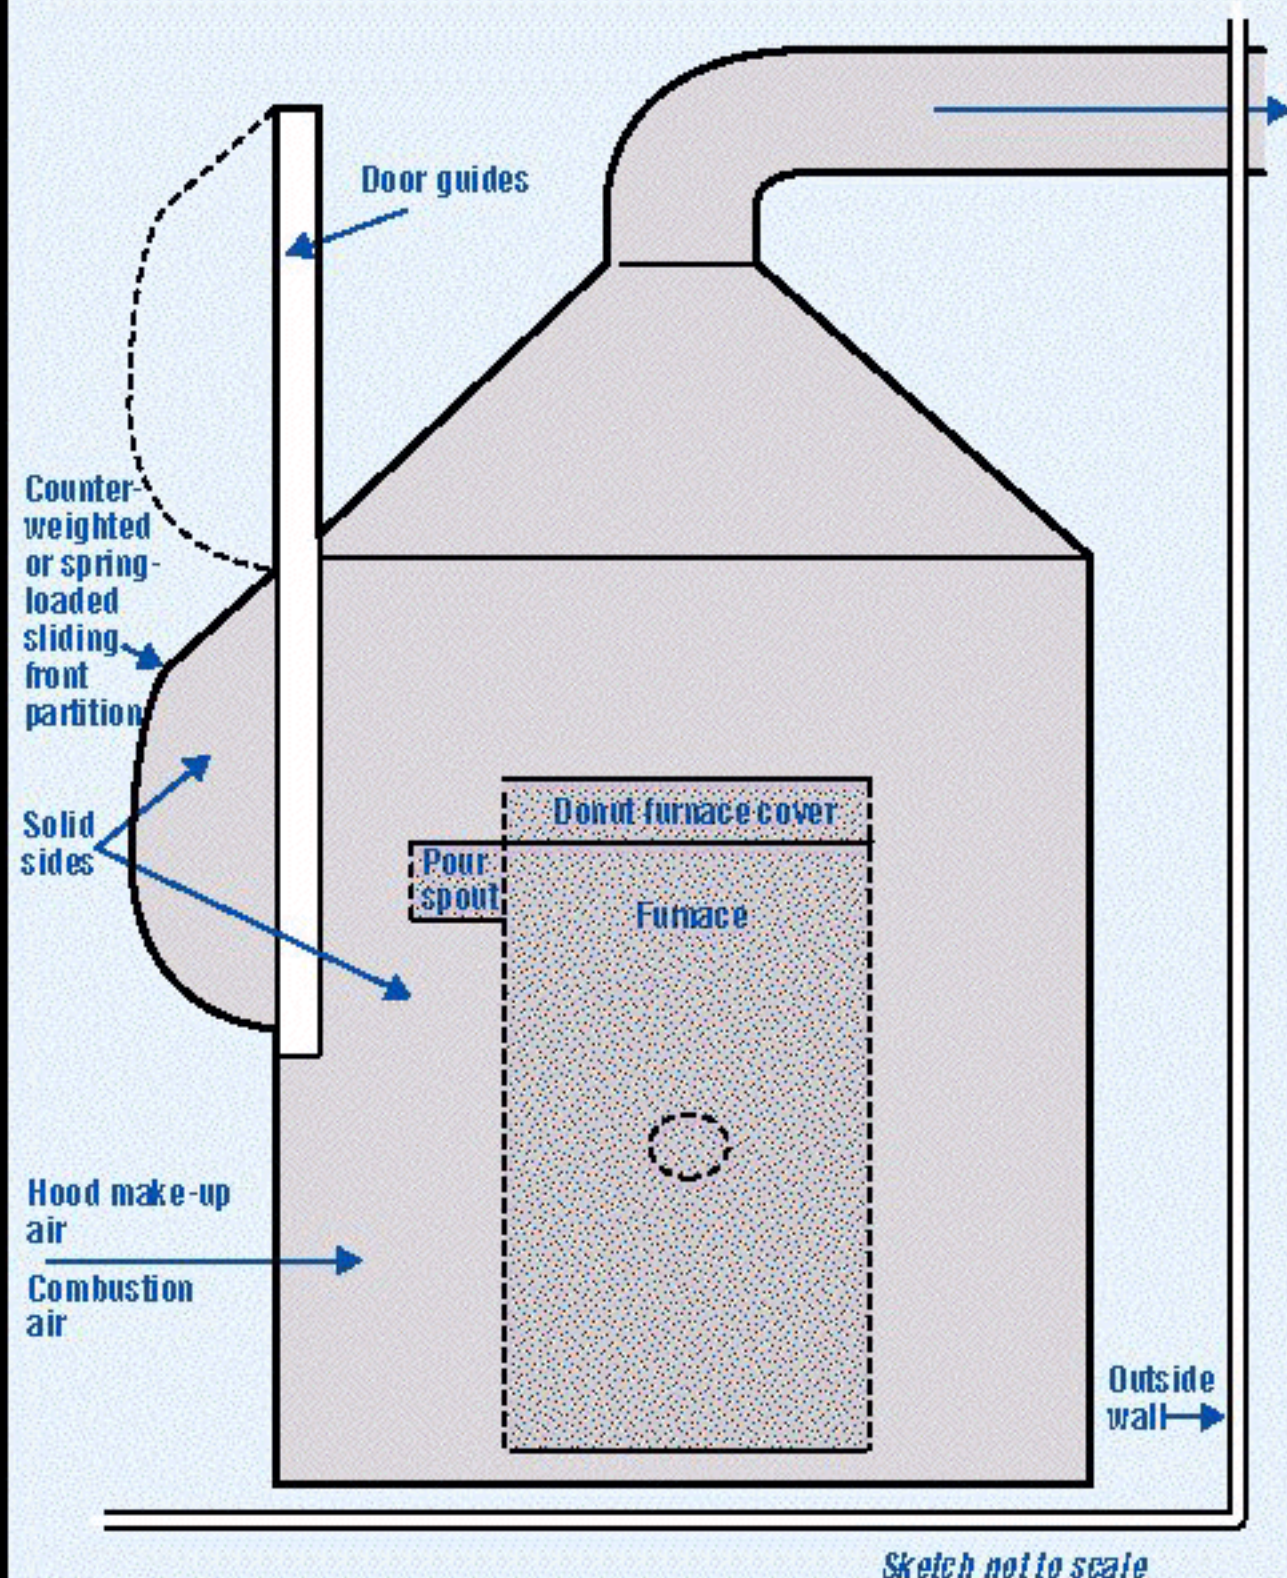 Door guides
Counter-
weighted
or spring-
loaded
sliding
front
partition
Solid
sides
Donut furnace cover
Pour
spout
Furnace
Hood make-up
air
Combustion
air
Outside
wall
Sketch not to scale